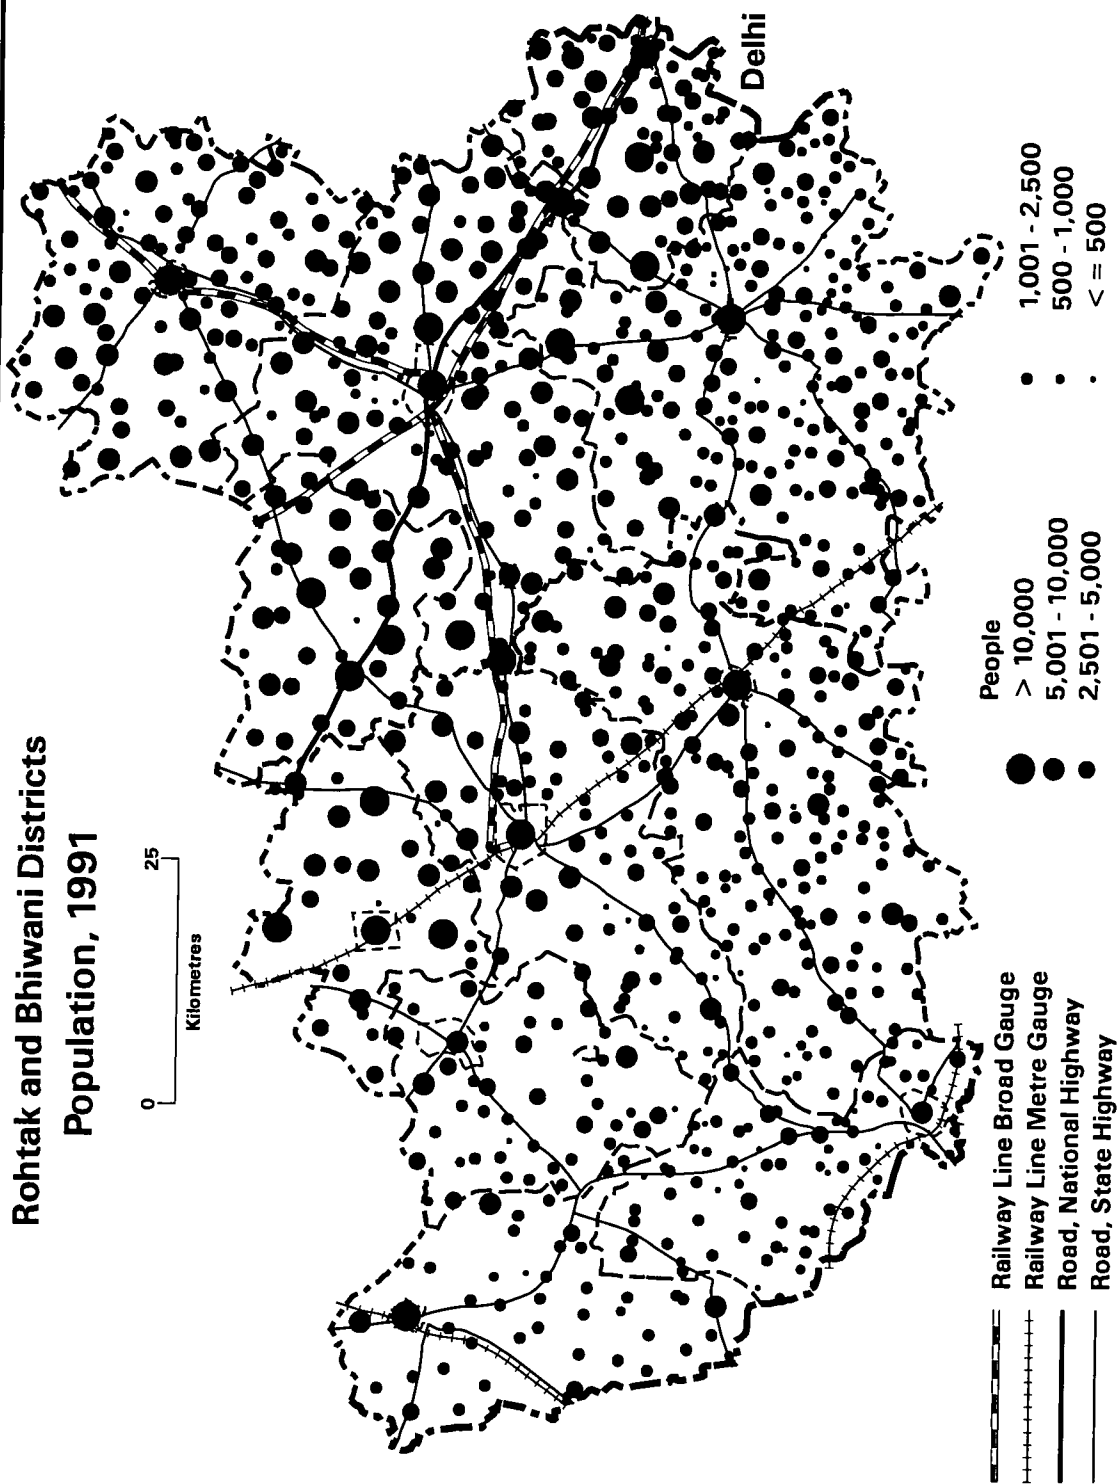 Rohtak and Bhiwani Districts
Population, 1991
0 25
Kilometres
Delhi
Railway Line Broad Gauge
Railway Line Metre Gauge
Road, National Highway
Road, State Highway
People
> 10,000
5,001 - 10,000
2,501 - 5,000
1,001 - 2,500
500 - 1,000
< = 500